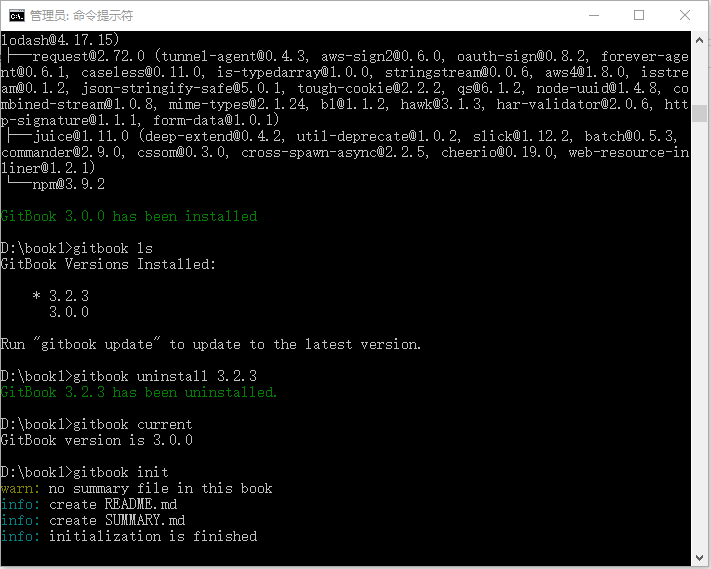 管理员: 命令提示符
lodash@4.17.15)
├──request@2.72.0 (tunnel-agent@0.4.3, aws-sign2@0.6.0, oauth-sign@0.8.2, forever-age
nt@0.6.1, caseless@0.11.0, is-typedarray@1.0.0, stringstream@0.0.6, aws4@1.8.0, isstre
am@0.1.2, json-stringify-safe@5.0.1, tough-cookie@2.2.2, qs@6.1.2, node-uuid@1.4.8, co
mbined-stream@1.0.8, mime-types@2.1.24, bl@1.1.2, hawk@3.1.3, har-validator@2.0.6, htt
p-signature@1.1.1, form-data@1.0.1)
├──juice@1.11.0 (deep-extend@0.4.2, util-deprecate@1.0.2, slick@1.12.2, batch@0.5.3,
commander@2.9.0, cssom@0.3.0, cross-spawn-async@2.2.5, cheerio@0.19.0, web-resource-in
liner@1.2.1)
└──npm@3.9.2
GitBook 3.0.0 has been installed
D:\book1>gitbook ls
GitBook Versions Installed:
* 3.2.3
3.0.0
Run "gitbook update" to update to the latest version.
D:\book1>gitbook uninstall 3.2.3
GitBook 3.2.3 has been uninstalled.
D:\book1>gitbook current
GitBook version is 3.0.0
D:\book1>gitbook init
warn: no summary file in this book
info: create README.md
info: create SUMMARY.md
info: initialization is finished